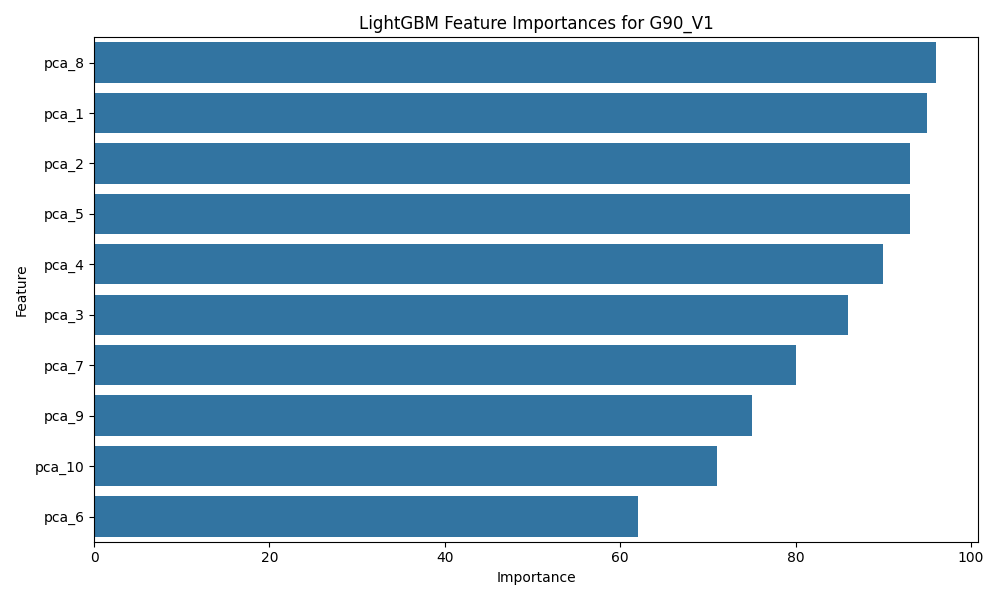 LightGBM Feature Importances for G90_V1
Feature
pca_8
pca_1
pca_2
pca_5
pca_4
pca_3
pca_7
pca_9
pca_10
pca_6
0 20 40 60 80 100
Importance